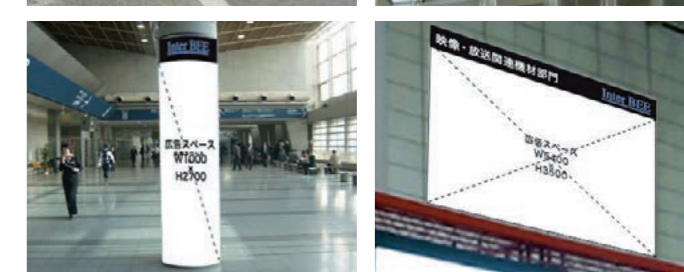 Inter BEE
広告スペース
W1000
×
H2700
映像・放送関連機材部門
Inter BEE
広告スペース
W5400
×
H3500